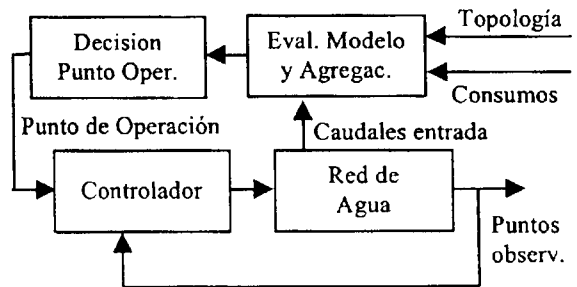 Topología
Decision
Punto Oper.
Eval. Modelo
y Agregac.
Consumos
Punto de Operación
Caudales entrada
Controlador
Red de
Agua
Puntos
observ.